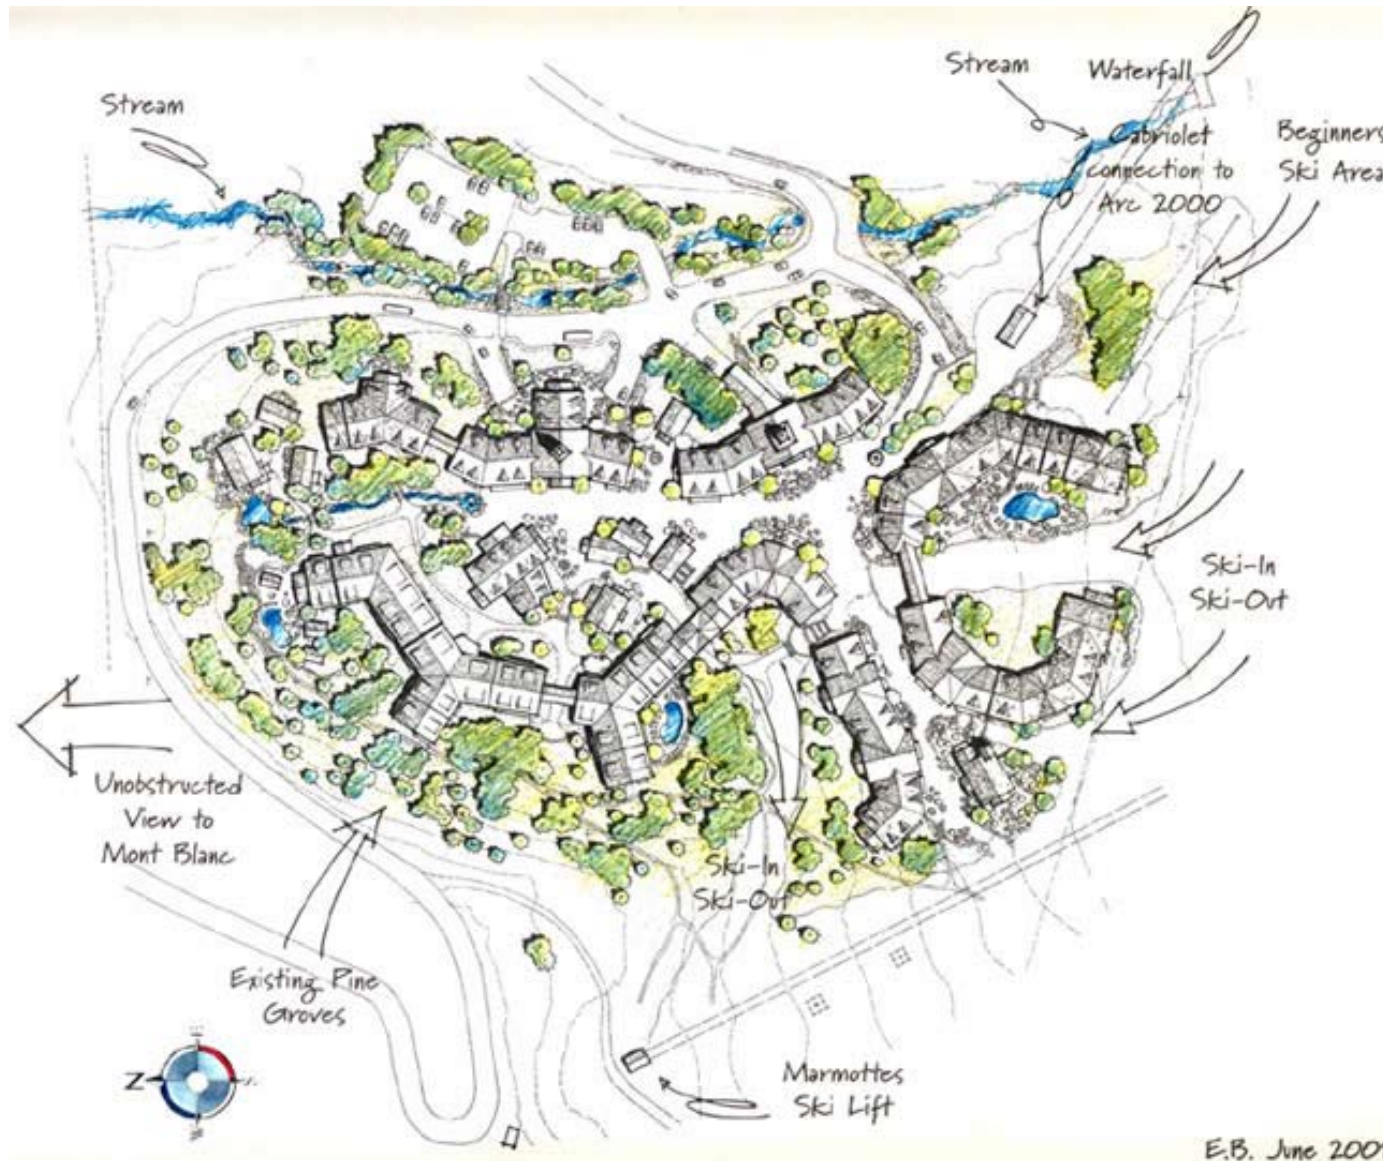 Stream
Stream
Waterfall
Cabriolet
connection to
Arc 2000
Beginners
Ski Area
Ski-In
Ski-Out
Unobstructed
View to
Mont Blanc
Ski-In
Ski-Out
Existing Pine
Groves
N
Marmottes
Ski Lift
E.B. June 200